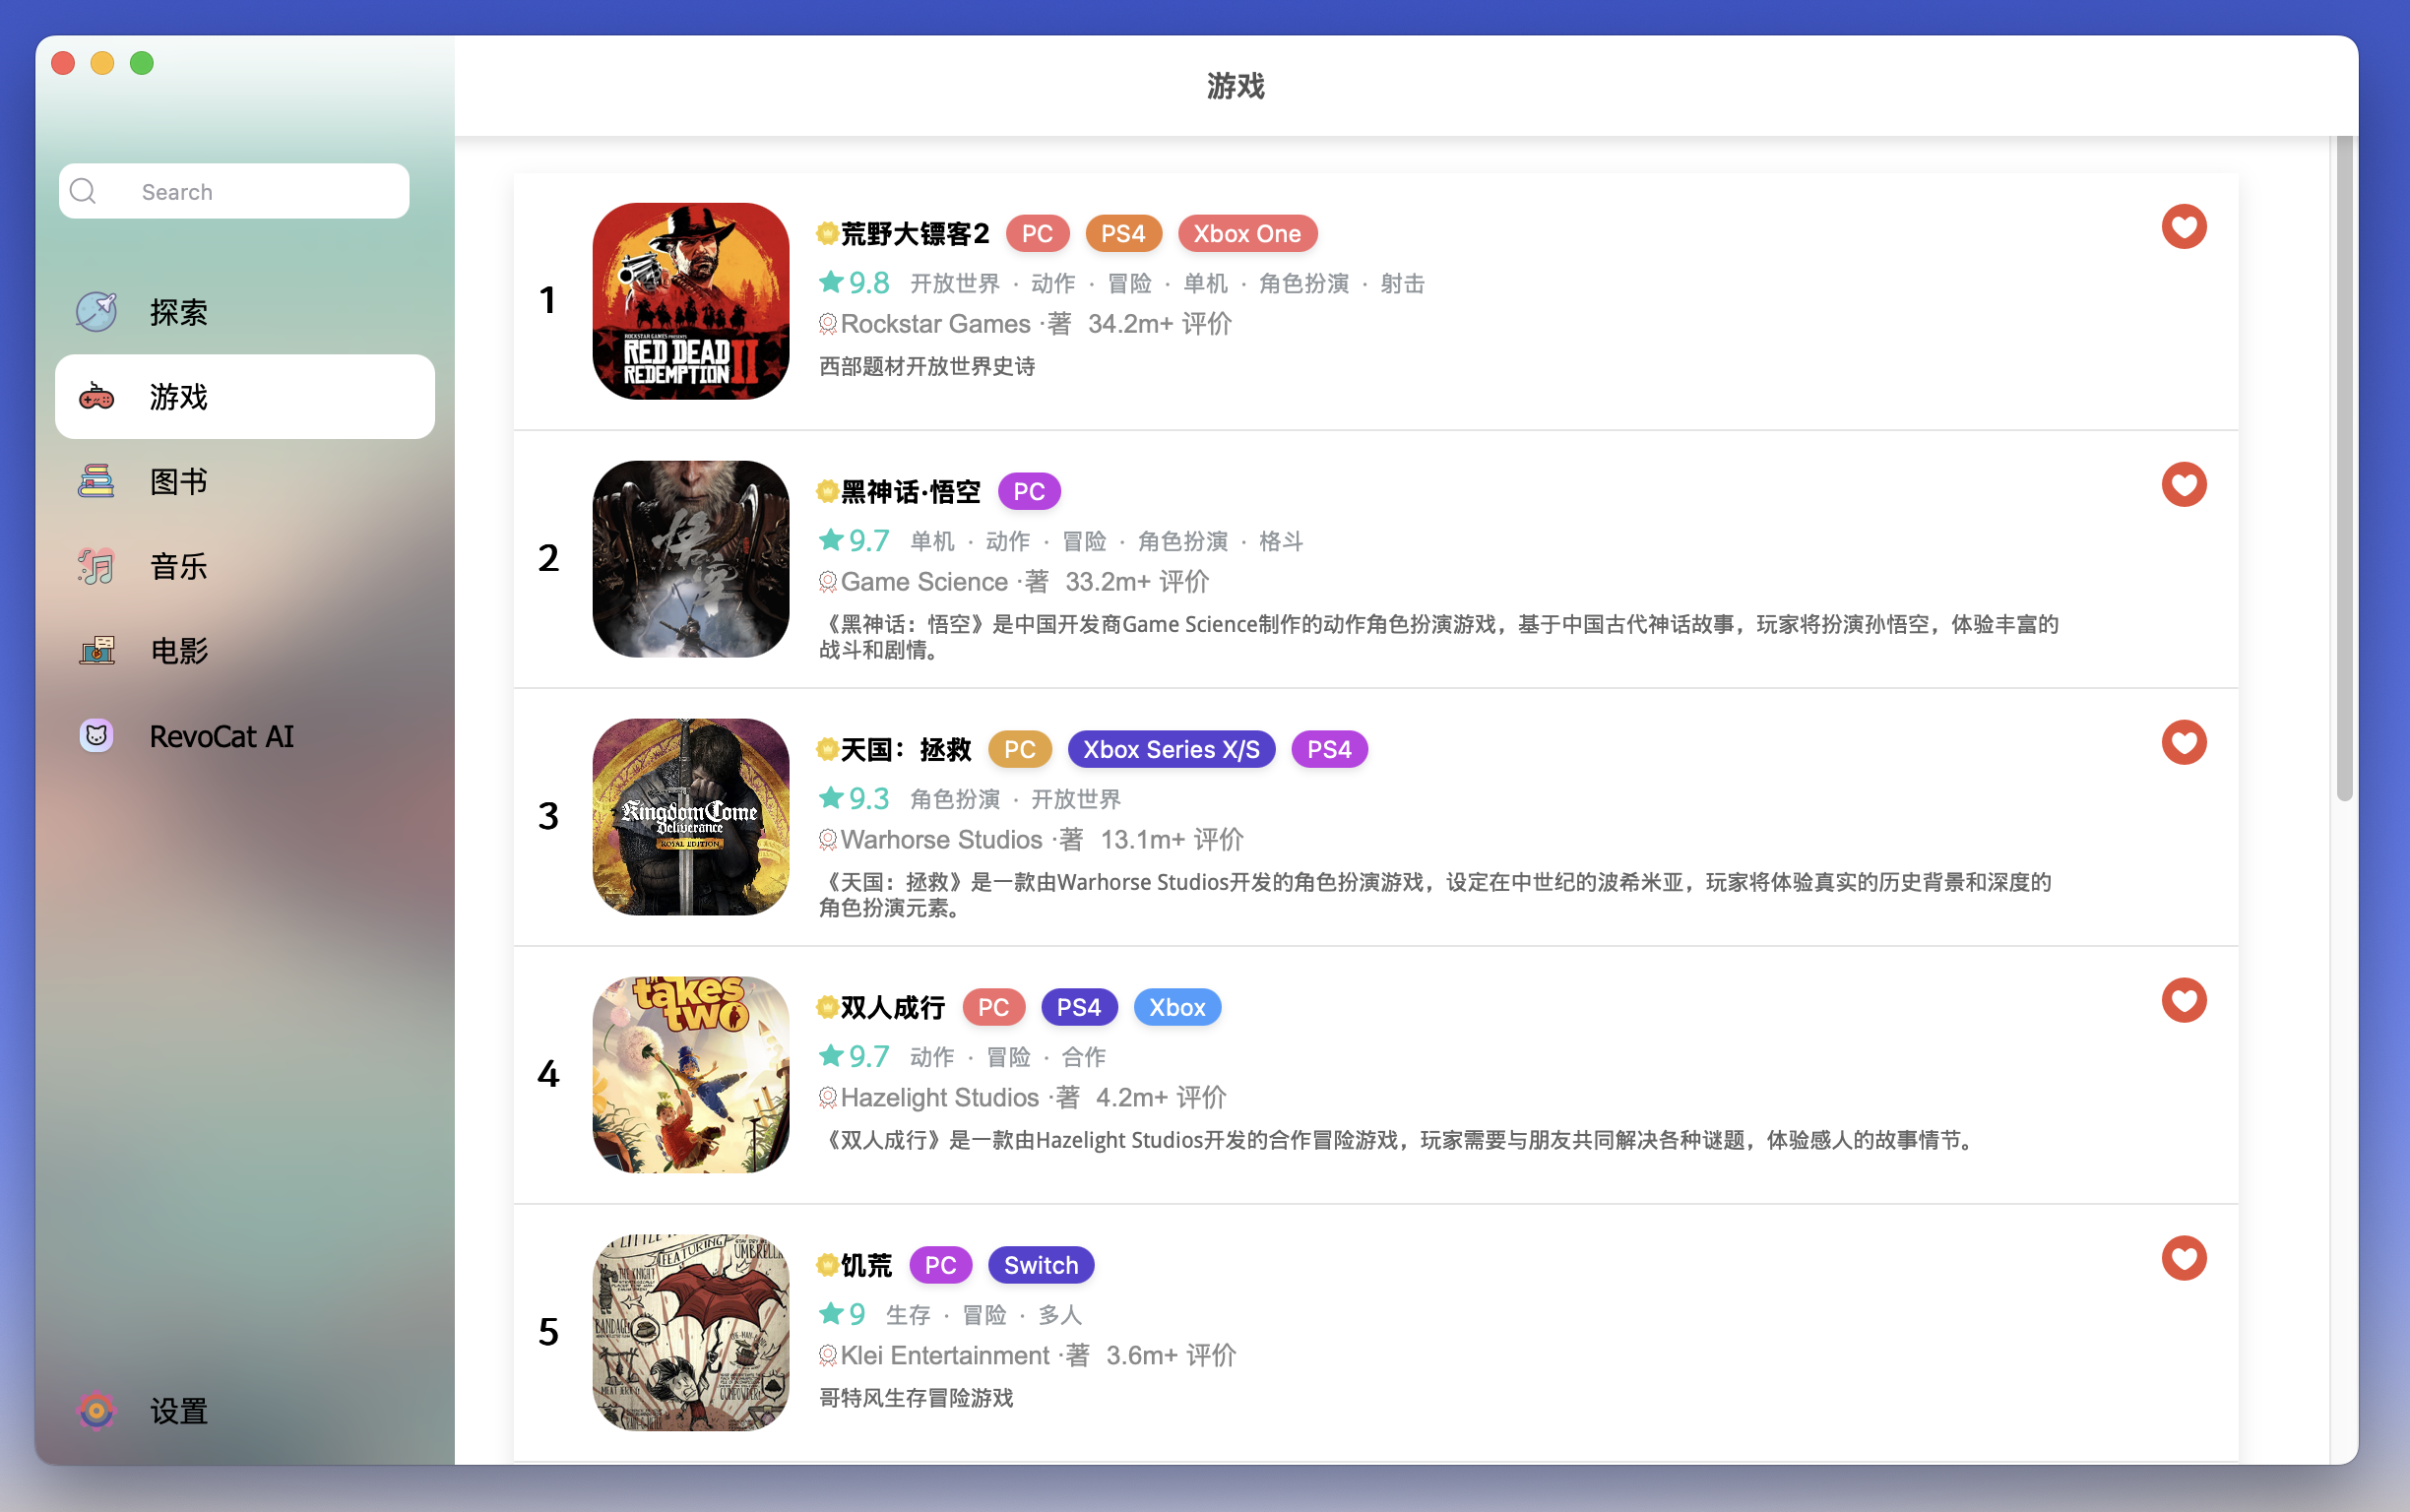 游戏
Search
探索
游戏
图书
音乐
电影
RevoCat AI
设置
1
ROCKSTAR GAMES PRESENTS
RED DEAD
REDEMPTION II
荒野大镖客2 PC PS4 Xbox One
9.8 开放世界 · 动作 · 冒险 · 单机 · 角色扮演 · 射击
Rockstar Games ·著 34.2m+ 评价
西部题材开放世界史诗
2
悟空
黑神话·悟空 PC
9.7 单机 · 动作 · 冒险 · 角色扮演 · 格斗
Game Science ·著 33.2m+ 评价
《黑神话：悟空》是中国开发商Game Science制作的动作角色扮演游戏，基于中国古代神话故事，玩家将扮演孙悟空，体验丰富的
战斗和剧情。
3
Kingdom Come
Deliverance
ROYAL EDITION
天国：拯救 PC Xbox Series X/S PS4
9.3 角色扮演 · 开放世界
Warhorse Studios ·著 13.1m+ 评价
《天国：拯救》是一款由Warhorse Studios开发的角色扮演游戏，设定在中世纪的波希米亚，玩家将体验真实的历史背景和深度的
角色扮演元素。
4
takes
two
双人成行 PC PS4 Xbox
9.7 动作 · 冒险 · 合作
Hazelight Studios ·著 4.2m+ 评价
《双人成行》是一款由Hazelight Studios开发的合作冒险游戏，玩家需要与朋友共同解决各种谜题，体验感人的故事情节。
5
FEATURING
UMBRELLA
BANDAGE
MEAT JERKY
GUNPOWDER
饥荒 PC Switch
9 生存 · 冒险 · 多人
Klei Entertainment ·著 3.6m+ 评价
哥特风生存冒险游戏